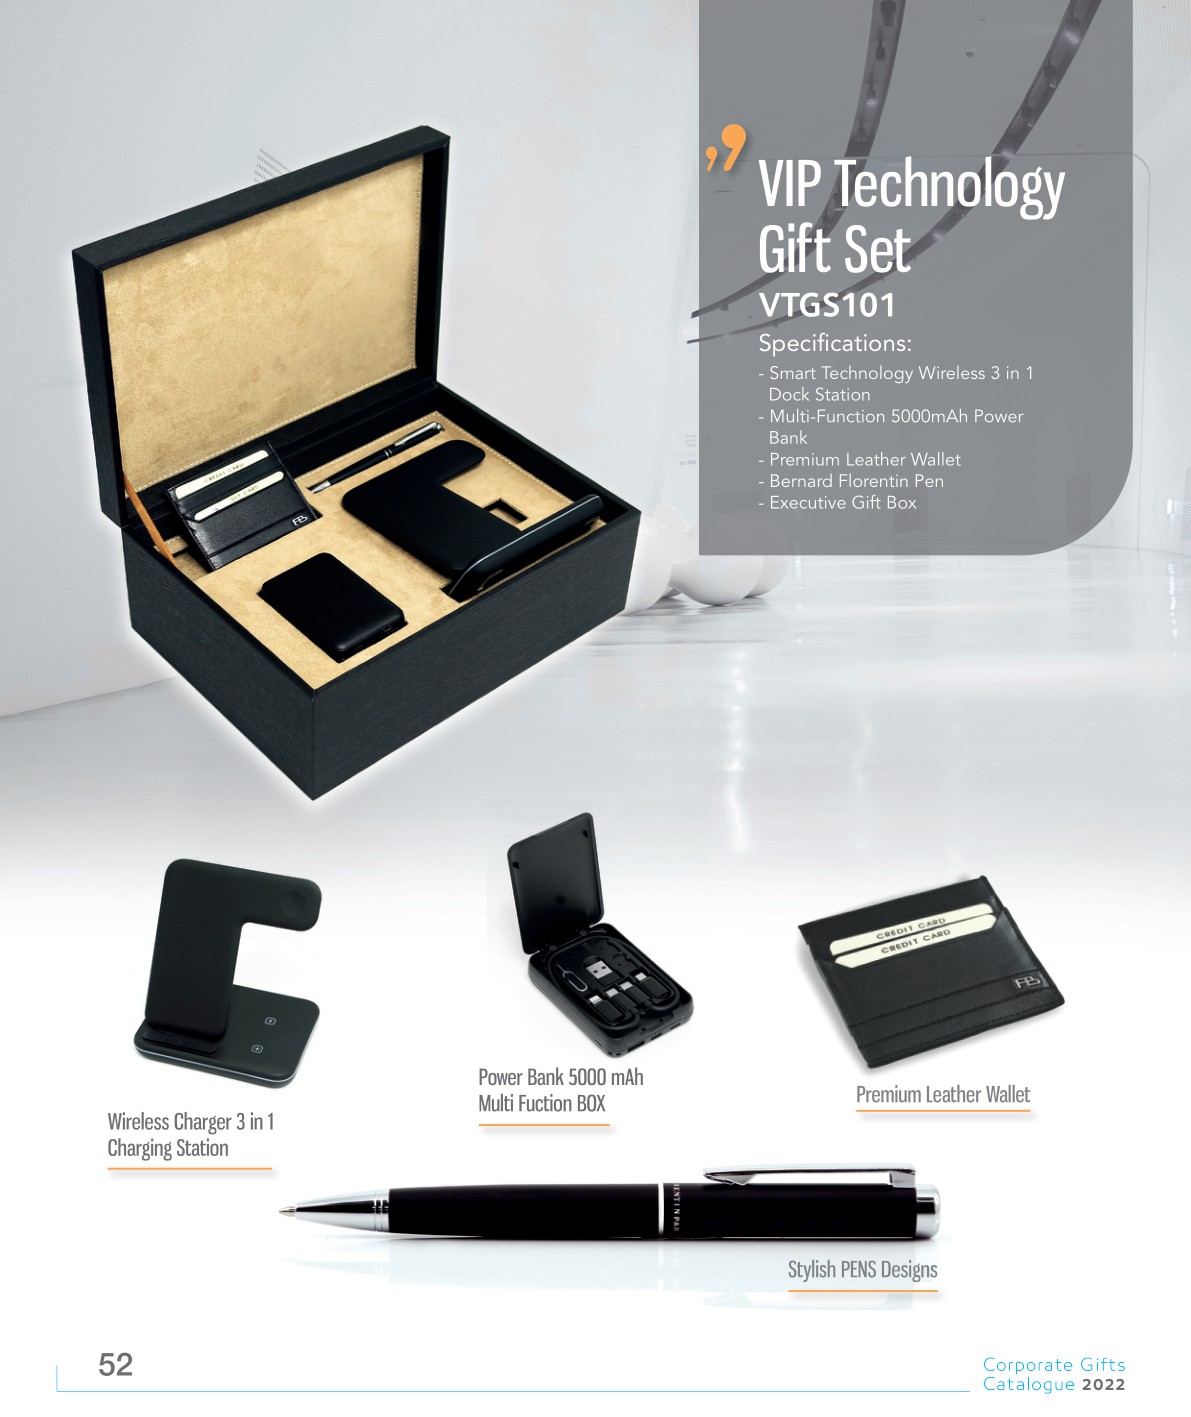 VIP Technology
Gift Set
VTGS101
Specifications:
- Smart Technology Wireless 3 in 1
Dock Station
- Multi-Function 5000mAh Power
Bank
- Premium Leather Wallet
- Bernard Florentin Pen
- Executive Gift Box
CREDIT CARD
CREDIT CARD
CREDIT CARD
Power Bank 5000 mAh
Multi Fuction BOX
Premium Leather Wallet
Wireless Charger 3 in 1
Charging Station
ENTIN PAR
Stylish PENS Designs
52
Corporate Gifts
Catalogue 2022